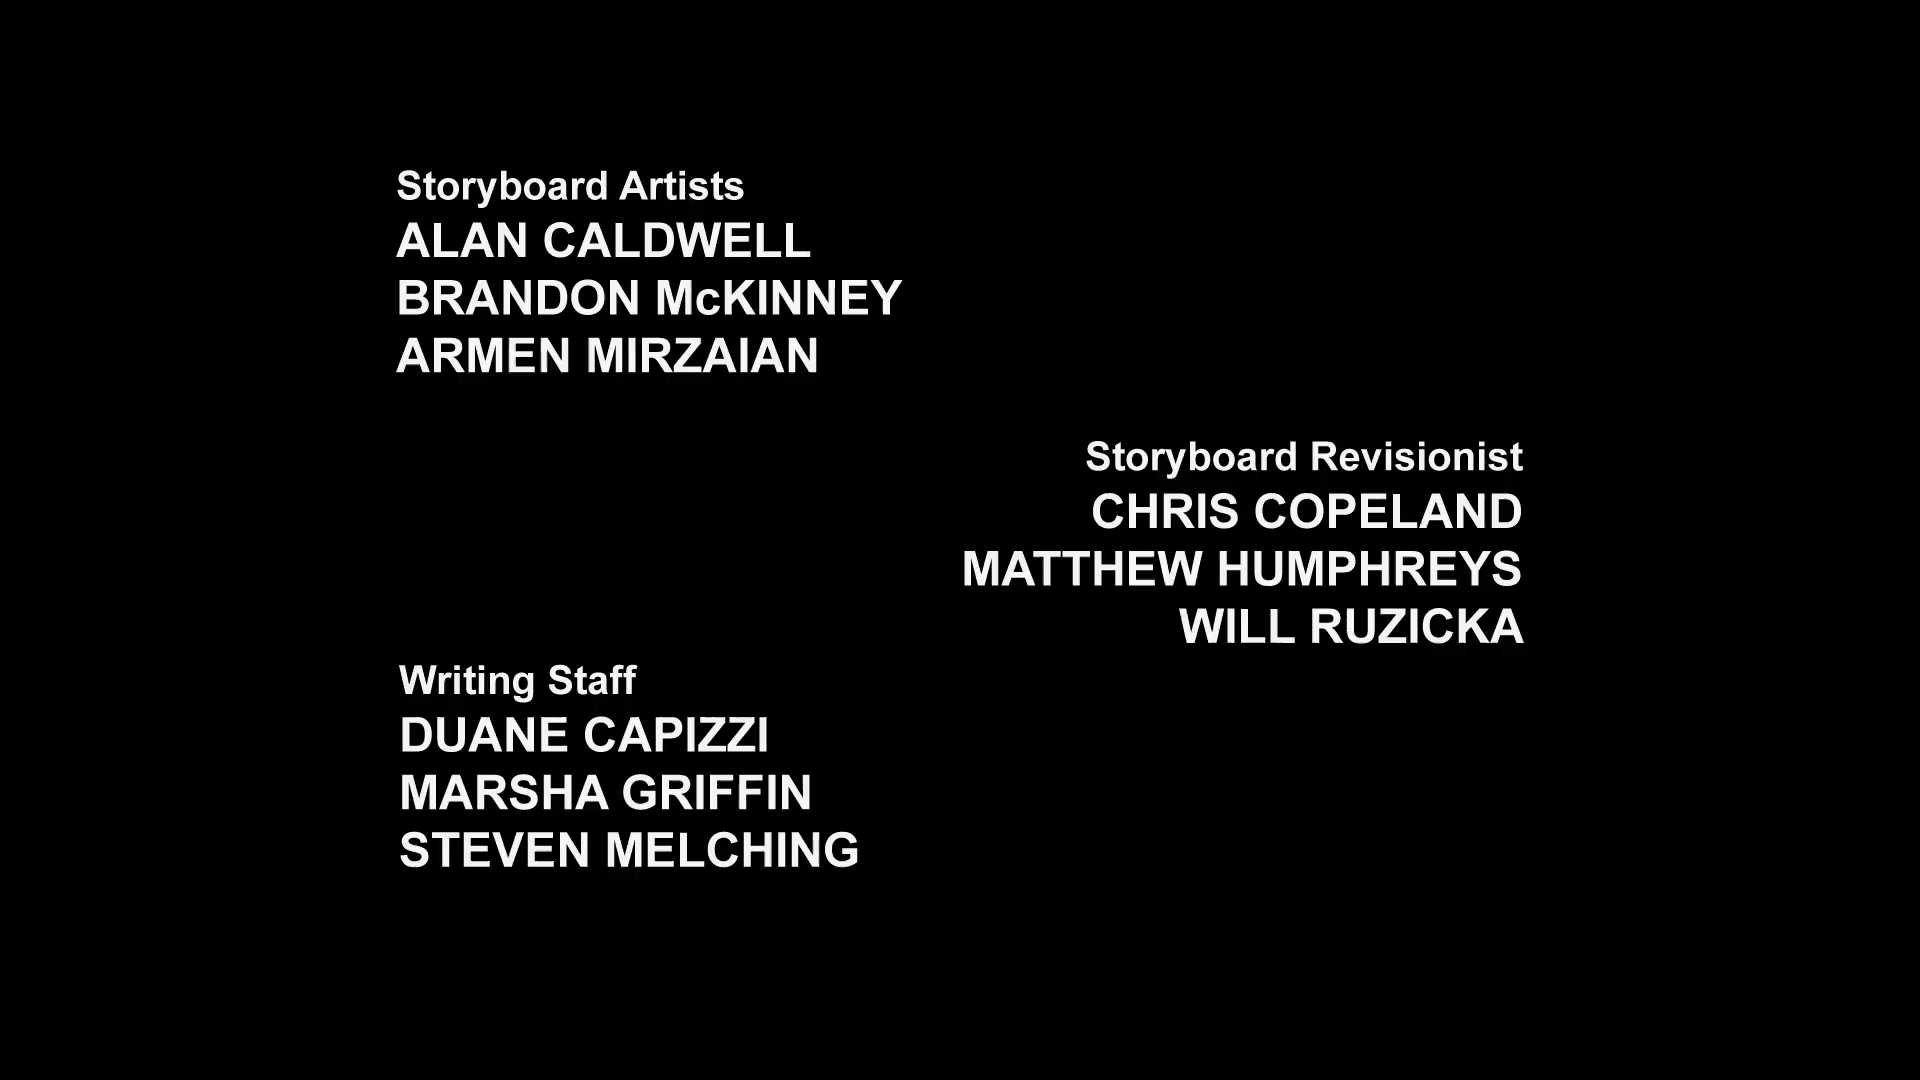 Storyboard Artists
ALAN CALDWELL
BRANDON McKINNEY
ARMEN MIRZAIAN
Storyboard Revisionist
CHRIS COPELAND
MATTHEW HUMPHREYS
WILL RUZICKA
Writing Staff
DUANE CAPIZZI
MARSHA GRIFFIN
STEVEN MELCHING